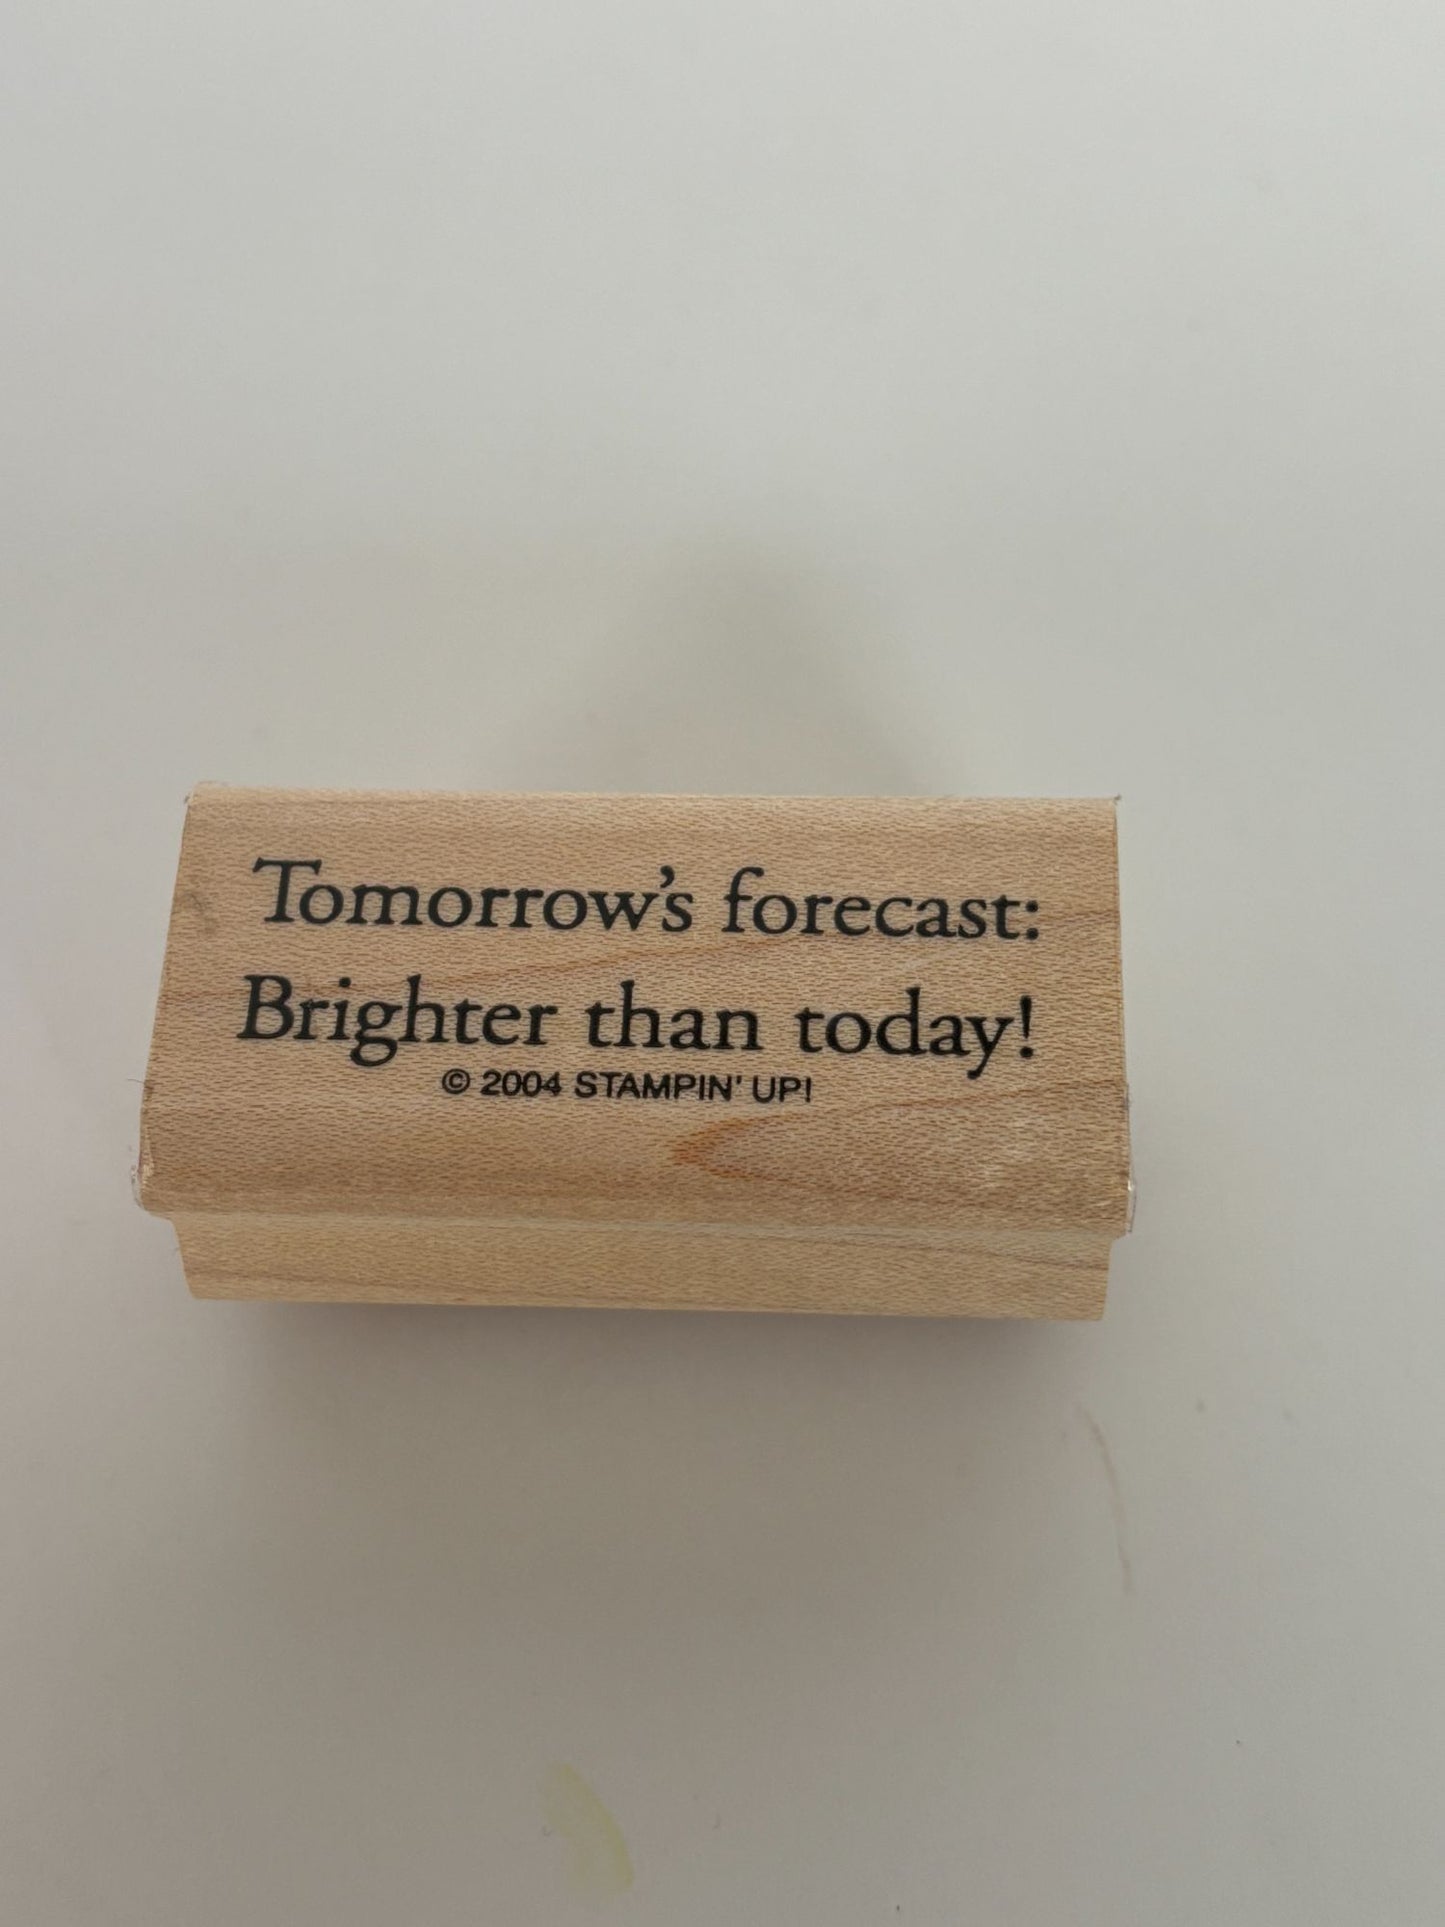 Tomorrow's forecast:
Brighter than today!
© 2004 STAMPIN' UP!